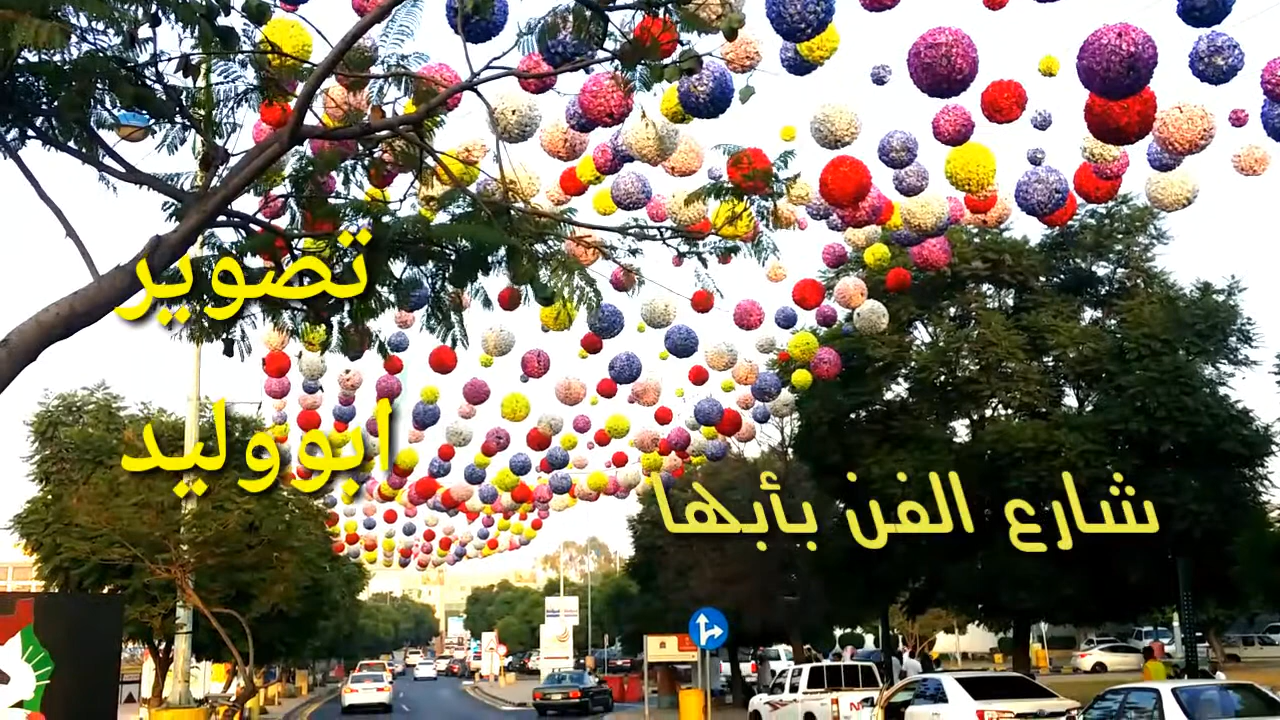 تصوير
ابووليد
شارع الفن بأبها